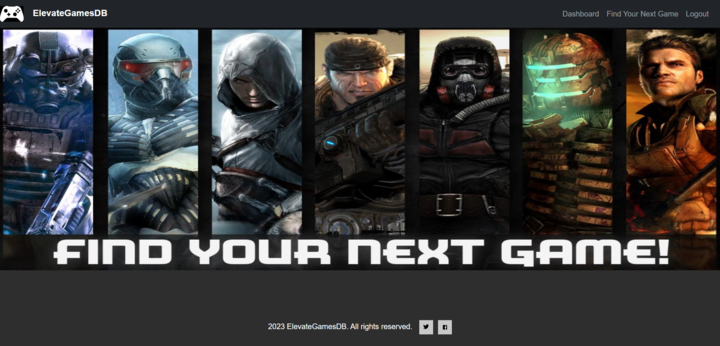 ElevateGamesDB
Dashboard Find Your Next Game Logout
FIND YOUR NEXT GAME!
2023 ElevateGamesDB. All rights reserved.